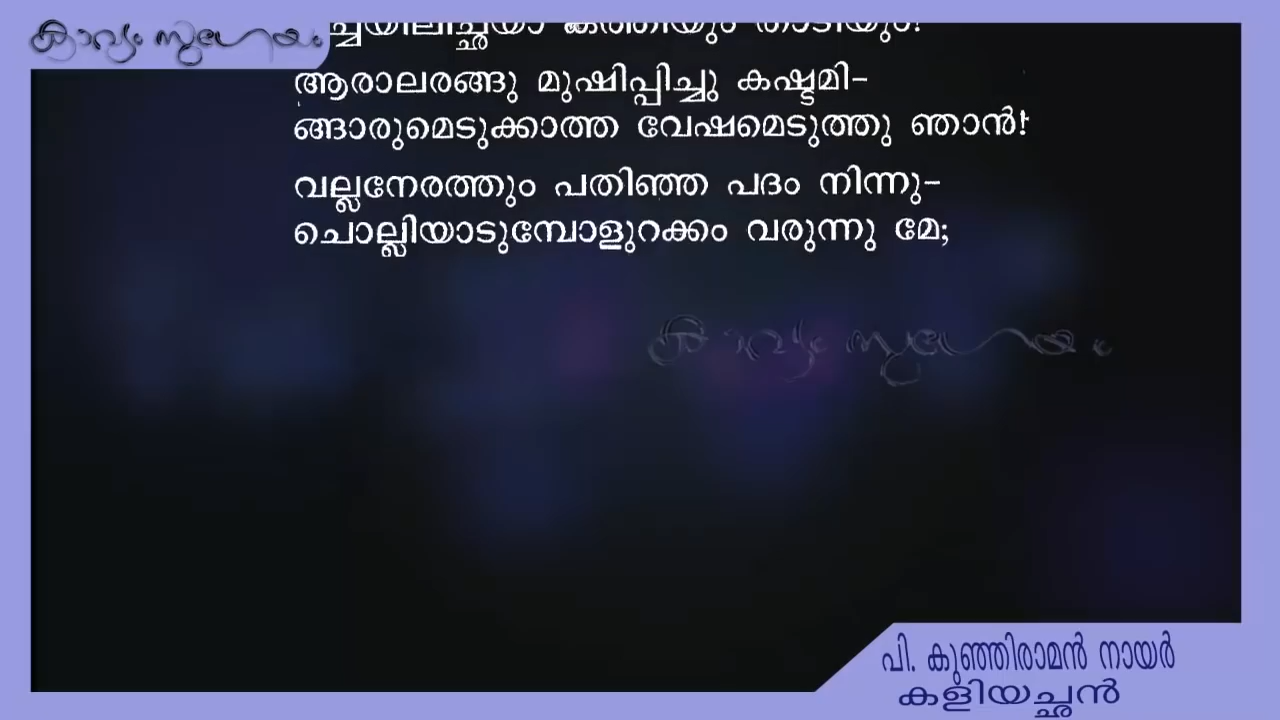 കാവ്യം സുഗേയം
ആരാലരങ്ങു മുഷിപ്പിച്ചു കഷ്ടമി-
ങ്ങാരുമെടുക്കാത്ത വേഷമെടുത്തു ഞാൻ!
വല്ലനേരത്തും പതിഞ്ഞ പദം നിന്നു-
ചൊല്ലിയാടുമ്പോളുറക്കം വരുന്നു മേ;
കാവ്യം സുഗേയം
പി. കുഞ്ഞിരാമൻ നായർ
കളിയച്ഛൻ